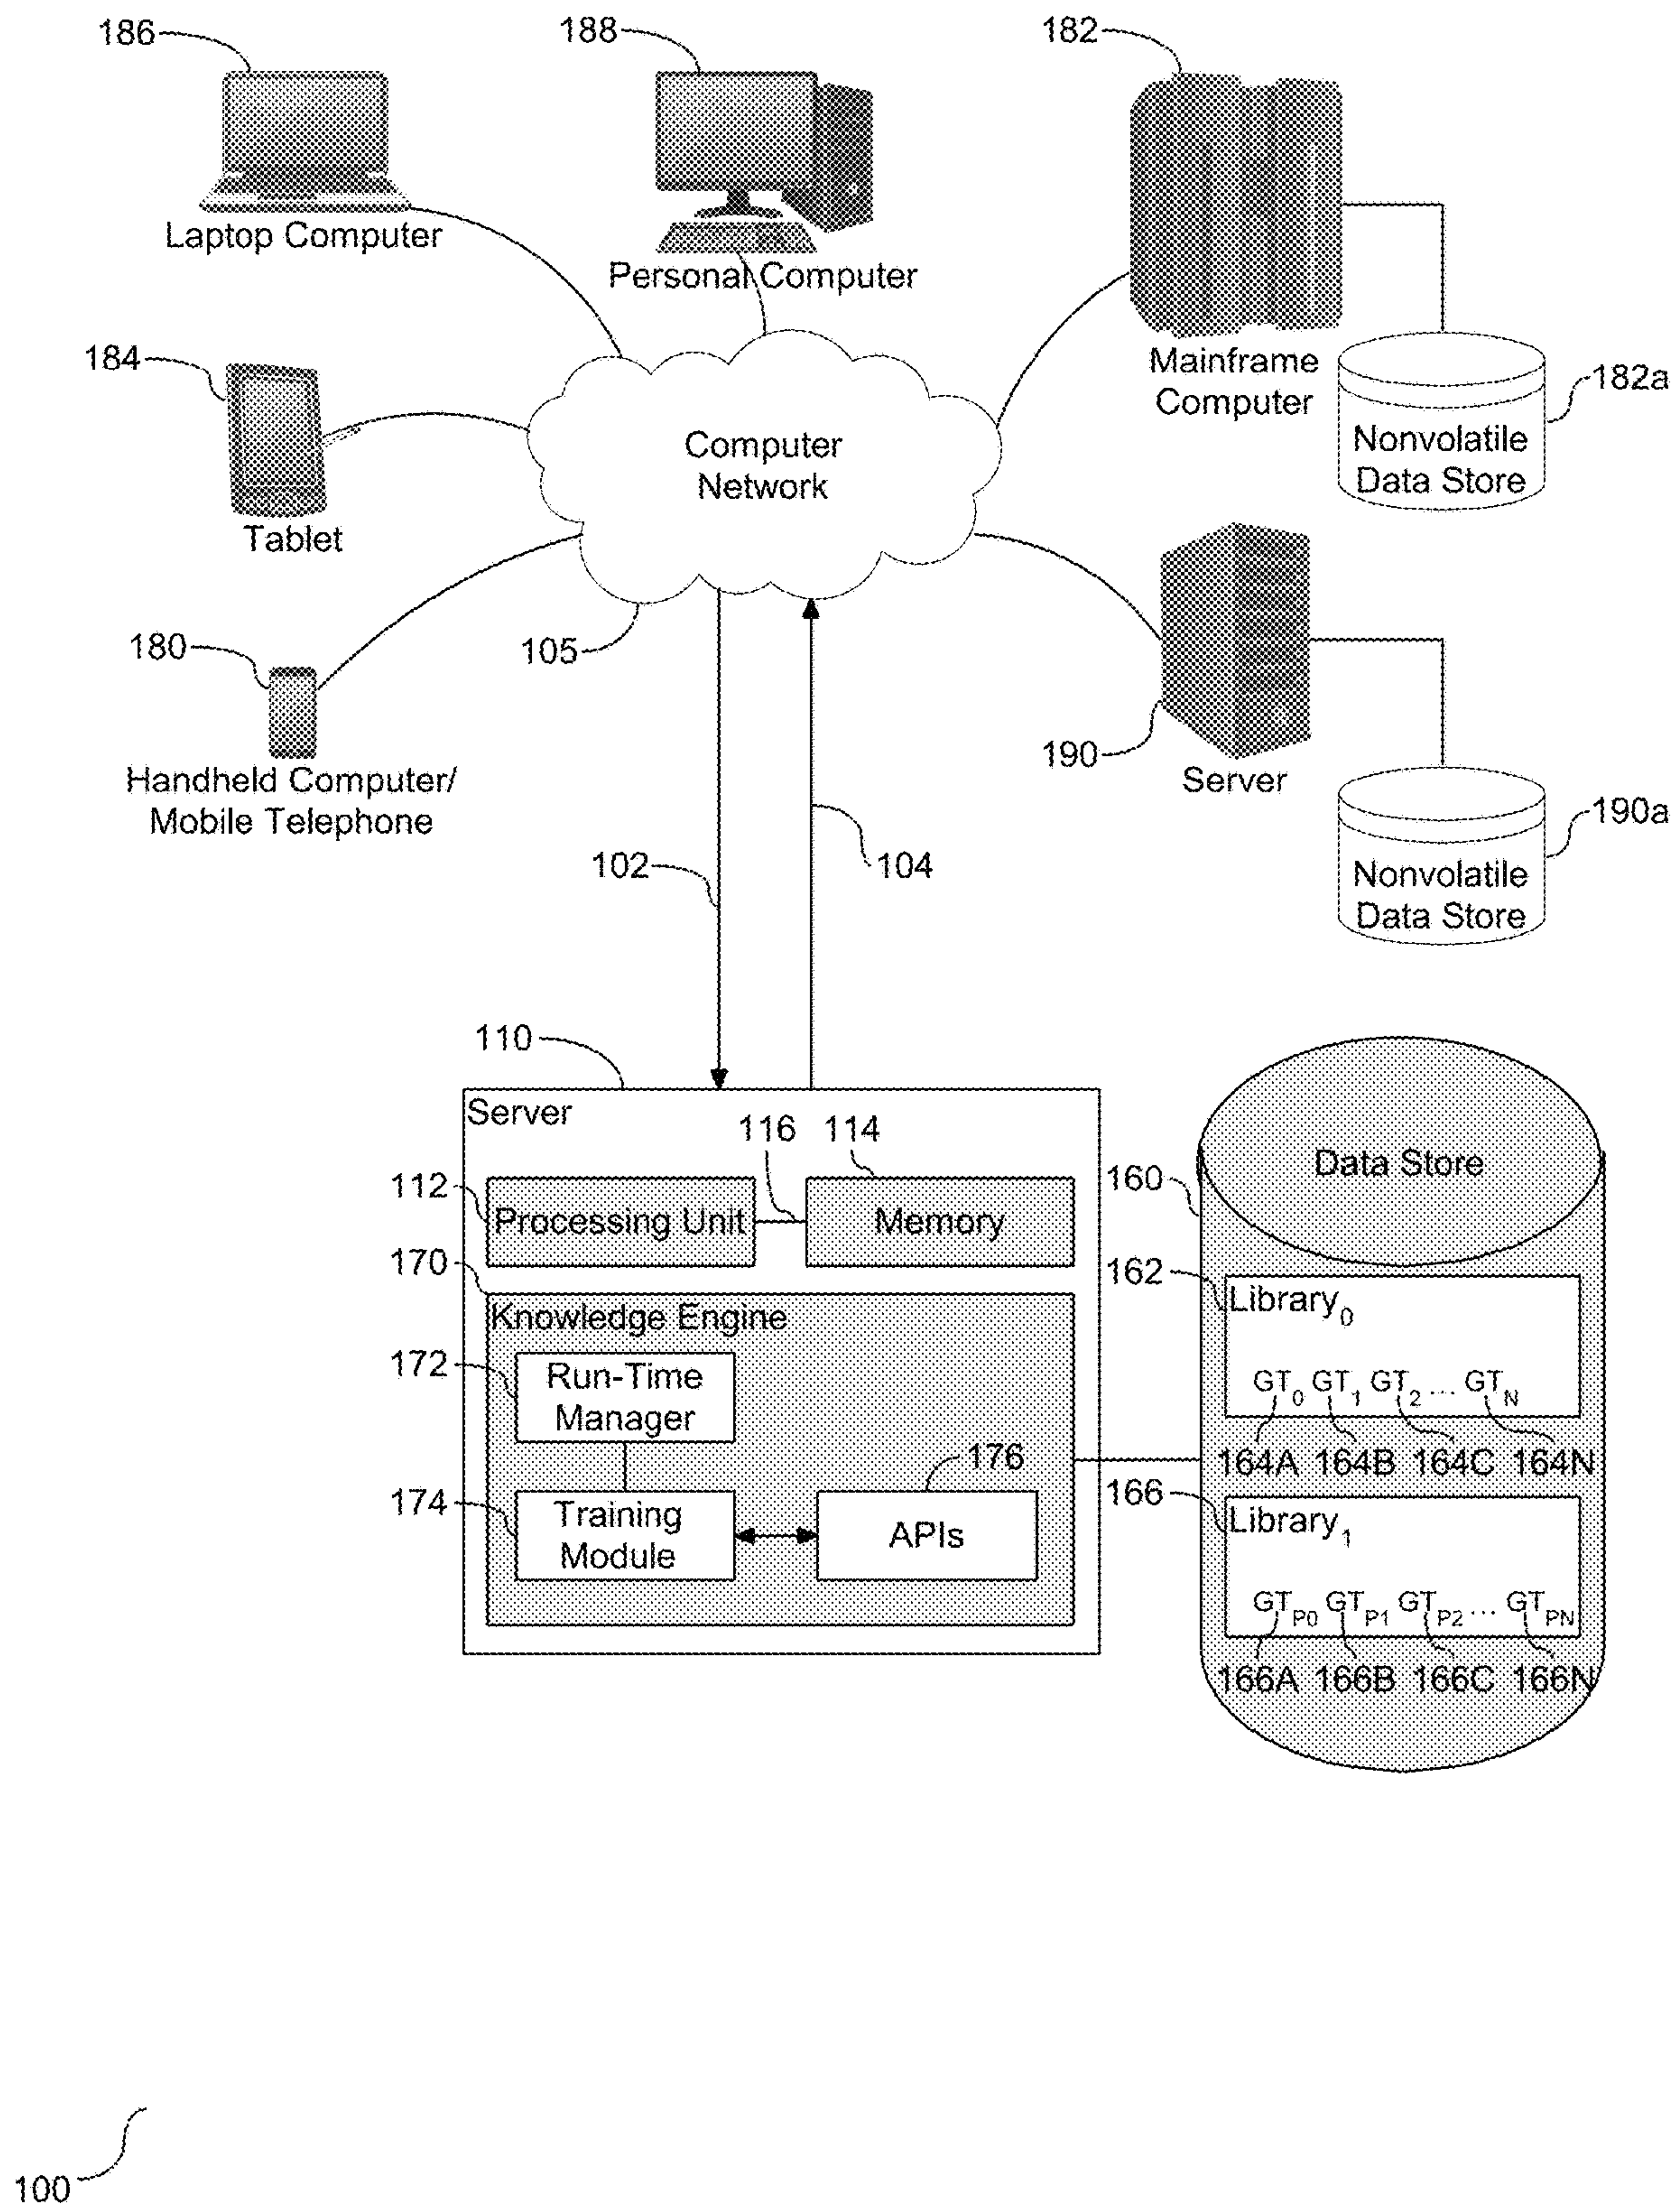 186
188
182
Laptop Computer
Personal Computer
Mainframe
Computer
182a
Nonvolatile
Data Store
184
Tablet
Computer
Network
180
105
Handheld Computer/
Mobile Telephone
190
Server
190a
Nonvolatile
Data Store
102
104
110
Server
116
114
112
Processing Unit
Memory
170
Knowledge Engine
172
Run-Time
Manager
176
174
Training
Module
APIs
160
Data Store
162
Library0
GT0 GT1 GT2 ... GTN
164A 164B 164C 164N
166
Library1
GTP0 GTP1 GTP2 ... GTPN
166A 166B 166C 166N
100